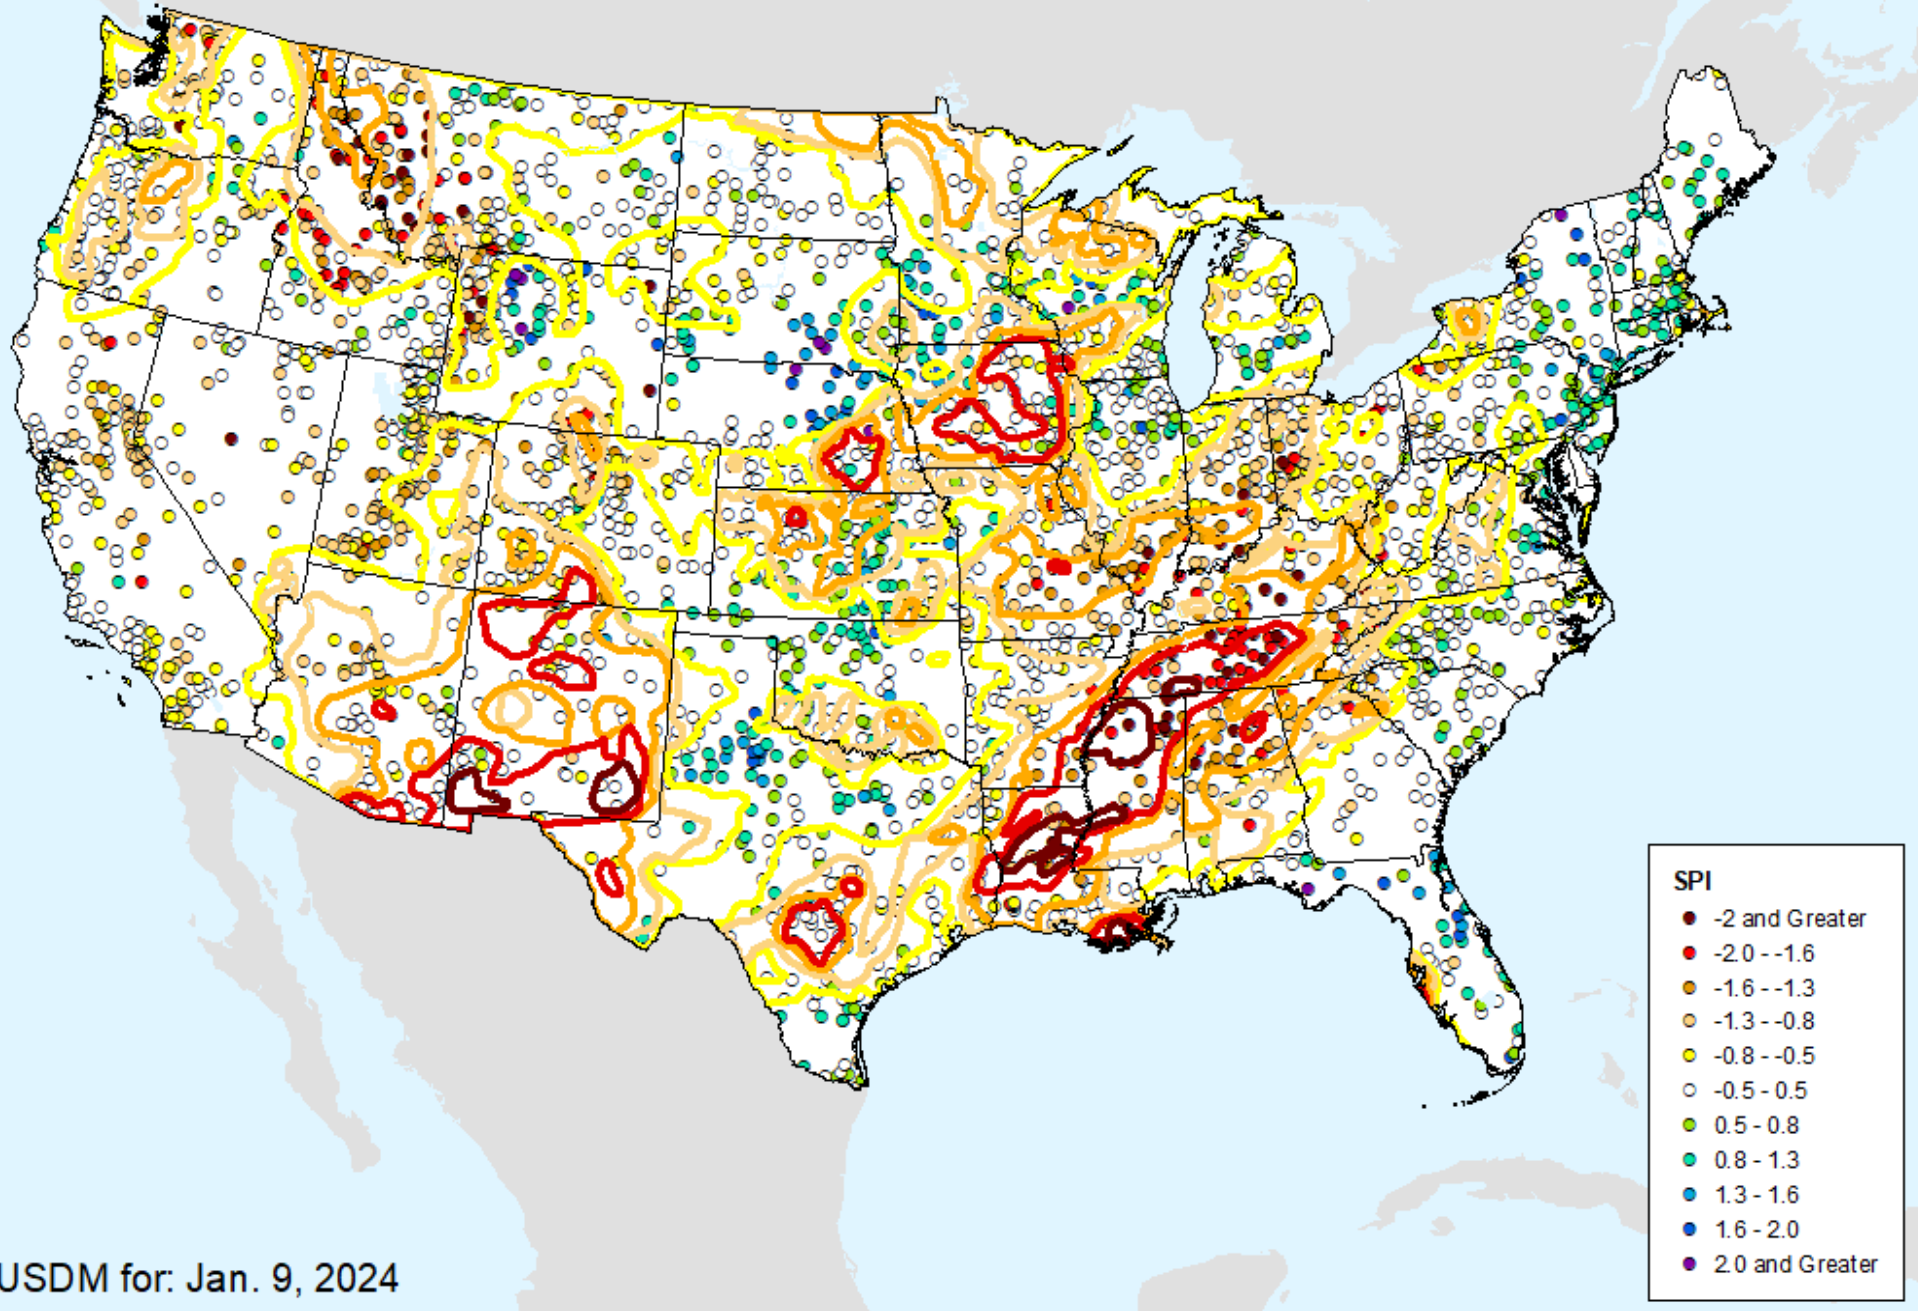 SPI
-2 and Greater
-2.0 - -1.6
-1.6 - -1.3
-1.3 - -0.8
-0.8 - -0.5
-0.5 - 0.5
0.5 - 0.8
0.8 - 1.3
1.3 - 1.6
1.6 - 2.0
2.0 and Greater
USDM for: Jan. 9, 2024